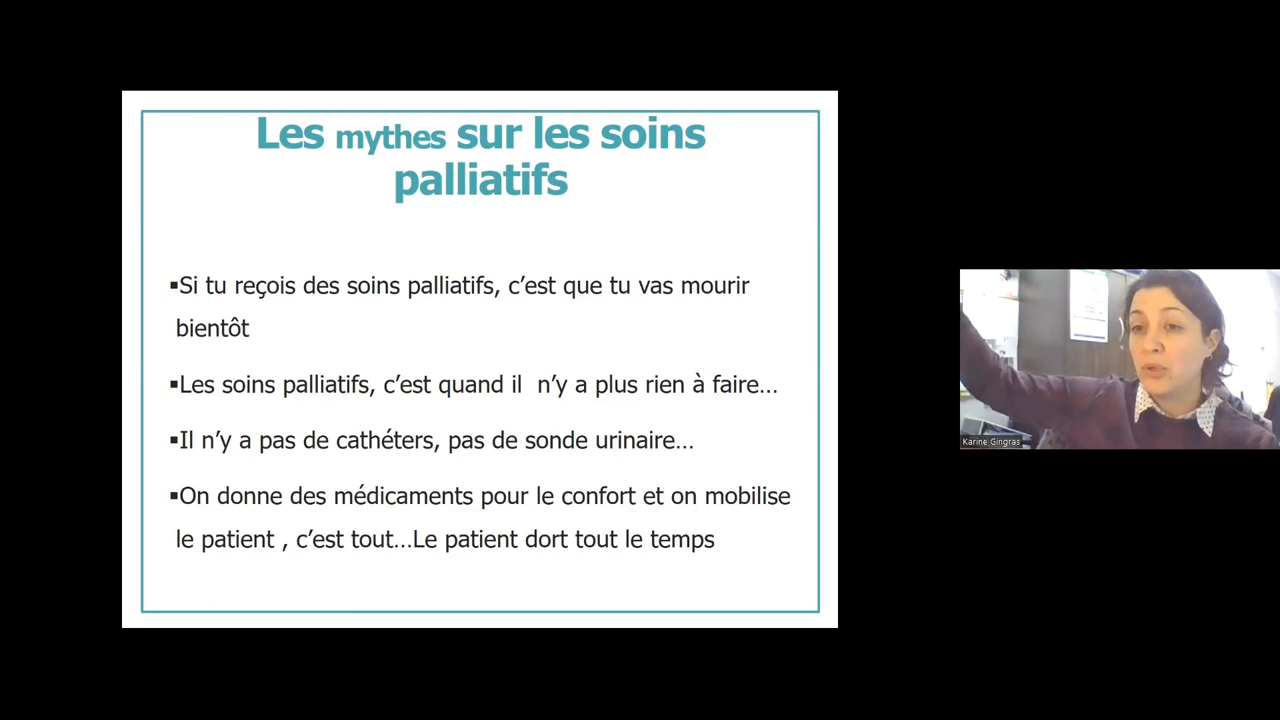 Les mythes sur les soins
palliatifs
▪Si tu reçois des soins palliatifs, c’est que tu vas mourir
bientôt
▪Les soins palliatifs, c’est quand il  n’y a plus rien à faire…
▪Il n’y a pas de cathéters, pas de sonde urinaire…
▪On donne des médicaments pour le confort et on mobilise
le patient , c’est tout…Le patient dort tout le temps
Karine Gingras